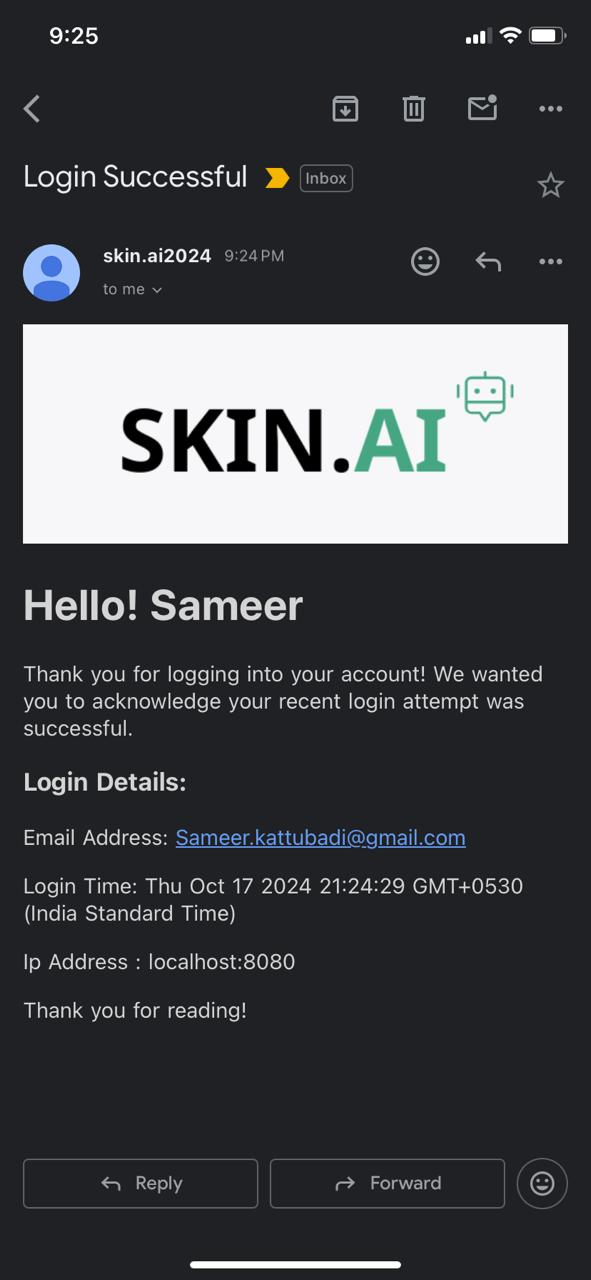 9:25
Login Successful Inbox
skin.ai2024 9:24 PM
to me
SKIN.AI
Hello! Sameer
Thank you for logging into your account! We wanted
you to acknowledge your recent login attempt was
successful.
Login Details:
Email Address: Sameer.kattubadi@gmail.com
Login Time: Thu Oct 17 2024 21:24:29 GMT+0530
(India Standard Time)
Ip Address : localhost:8080
Thank you for reading!
Reply Forward